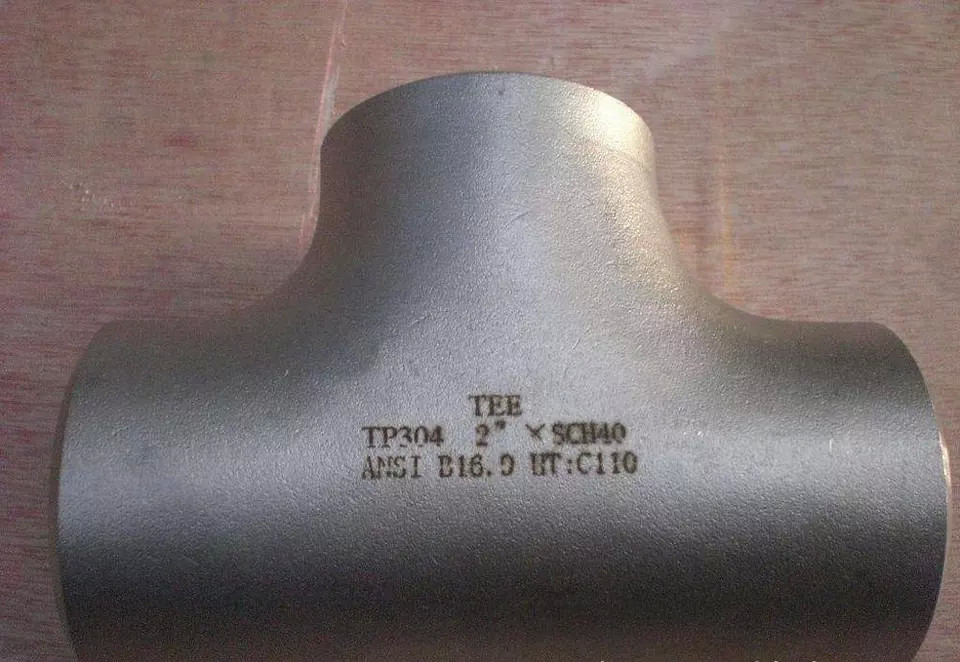 TEE
TP304 2" × SCH40
ANSI B16.9 HT:C110